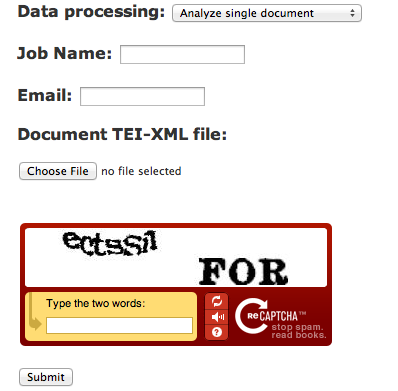 Data processing: Analyze single document
Job Name:
Email:
Document TEI-XML file:
Choose File no file selected
FOR
Type the two words:
ReCAPTCHA™
stop spam.
read books.
Submit